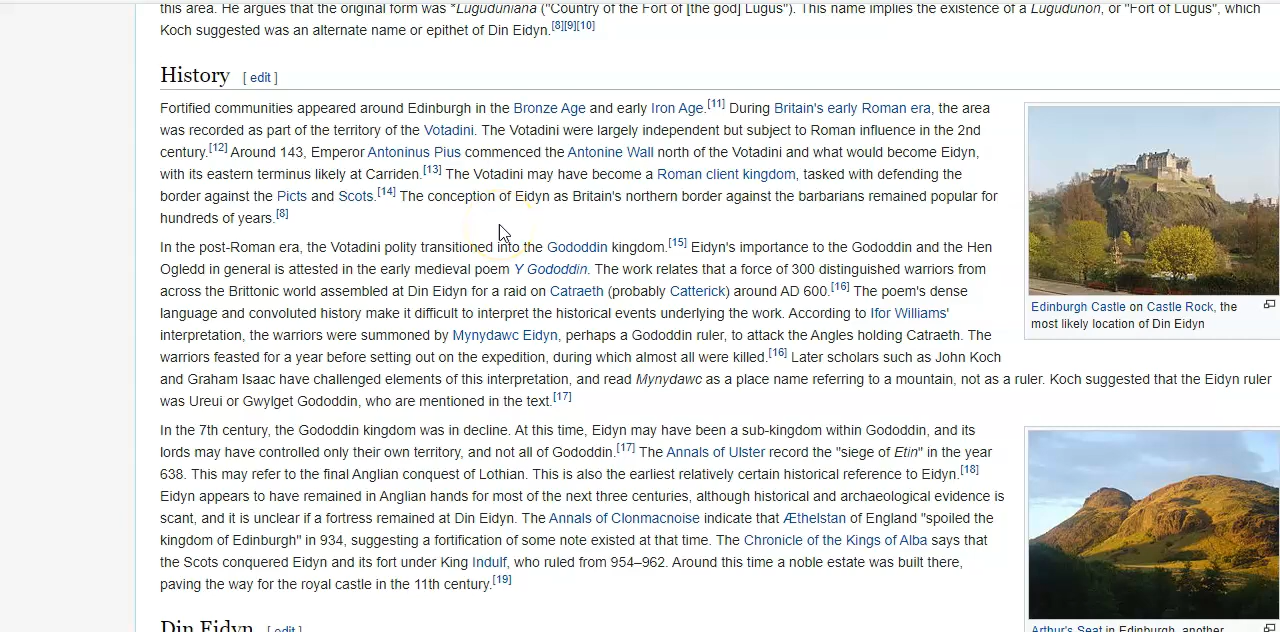 this area. He argues that the original form was *Luguduniana ("Country of the Fort of [the god] Lugus"). This name implies the existence of a Lugudunon, or "Fort of Lugus", which
Koch suggested was an alternate name or epithet of Din Eidyn.[8][9][10]
History [ edit ]
Fortified communities appeared around Edinburgh in the Bronze Age and early Iron Age.[11] During Britain's early Roman era, the area
was recorded as part of the territory of the Votadini. The Votadini were largely independent but subject to Roman influence in the 2nd
century.[12] Around 143, Emperor Antoninus Pius commenced the Antonine Wall north of the Votadini and what would become Eidyn,
with its eastern terminus likely at Carriden.[13] The Votadini may have become a Roman client kingdom, tasked with defending the
border against the Picts and Scots.[14] The conception of Eidyn as Britain's northern border against the barbarians remained popular for
hundreds of years.[8]
In the post-Roman era, the Votadini polity transitioned into the Gododdin kingdom.[15] Eidyn's importance to the Gododdin and the Hen
Ogledd in general is attested in the early medieval poem Y Gododdin. The work relates that a force of 300 distinguished warriors from
across the Brittonic world assembled at Din Eidyn for a raid on Catraeth (probably Catterick) around AD 600.[16] The poem's dense
language and convoluted history make it difficult to interpret the historical events underlying the work. According to Ifor Williams'
interpretation, the warriors were summoned by Mynydawc Eidyn, perhaps a Gododdin ruler, to attack the Angles holding Catraeth. The
warriors feasted for a year before setting out on the expedition, during which almost all were killed.[16] Later scholars such as John Koch
and Graham Isaac have challenged elements of this interpretation, and read Mynydawc as a place name referring to a mountain, not as a ruler. Koch suggested that the Eidyn ruler
was Ureui or Gwylget Gododdin, who are mentioned in the text.[17]
Edinburgh Castle on Castle Rock, the
most likely location of Din Eidyn
In the 7th century, the Gododdin kingdom was in decline. At this time, Eidyn may have been a sub-kingdom within Gododdin, and its
lords may have controlled only their own territory, and not all of Gododdin.[17] The Annals of Ulster record the "siege of Etin" in the year
638. This may refer to the final Anglian conquest of Lothian. This is also the earliest relatively certain historical reference to Eidyn.[18]
Eidyn appears to have remained in Anglian hands for most of the next three centuries, although historical and archaeological evidence is
scant, and it is unclear if a fortress remained at Din Eidyn. The Annals of Clonmacnoise indicate that Æthelstan of England "spoiled the
kingdom of Edinburgh" in 934, suggesting a fortification of some note existed at that time. The Chronicle of the Kings of Alba says that
the Scots conquered Eidyn and its fort under King Indulf, who ruled from 954–962. Around this time a noble estate was built there,
paving the way for the royal castle in the 11th century.[19]
Arthur's Seat in Edinburgh, another
Din Eidyn [ edit ]